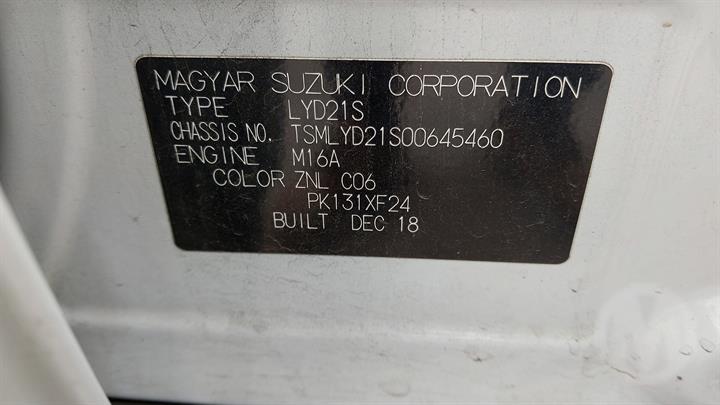 MAGYAR SUZUKI CORPORATION
TYPE LYD21S
CHASSIS NO. TSMLYD21S00645460
ENGINE M16A
COLOR ZNL C06
PK131XF24
BUILT DEC 18
M